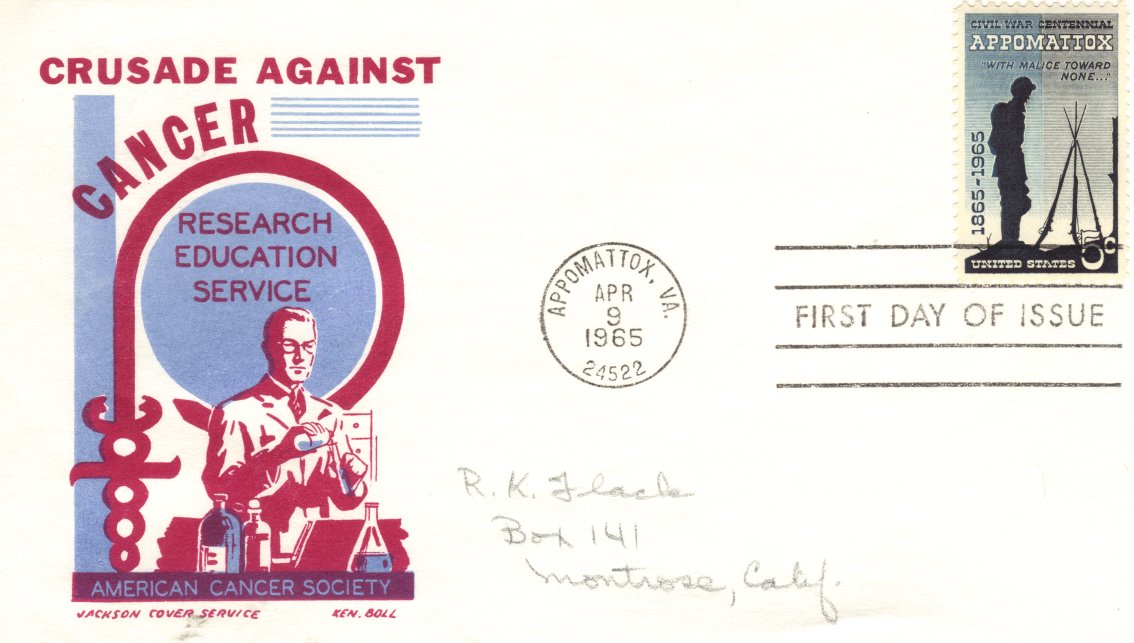 CRUSADE AGAINST
CANCER
RESEARCH
EDUCATION
SERVICE
AMERICAN CANCER SOCIETY
JACKSON COVER SERVICE KEN. BOLL
CIVIL WAR CENTENNIAL
APPOMATTOX
"WITH MALICE TOWARD
NONE..."
1865-1965
5¢
UNITED STATES
APPOMATTOX, VA.
APR
9
1965
24522
FIRST DAY OF ISSUE
R. K. Flack
Box 141
Montrose, Calif.